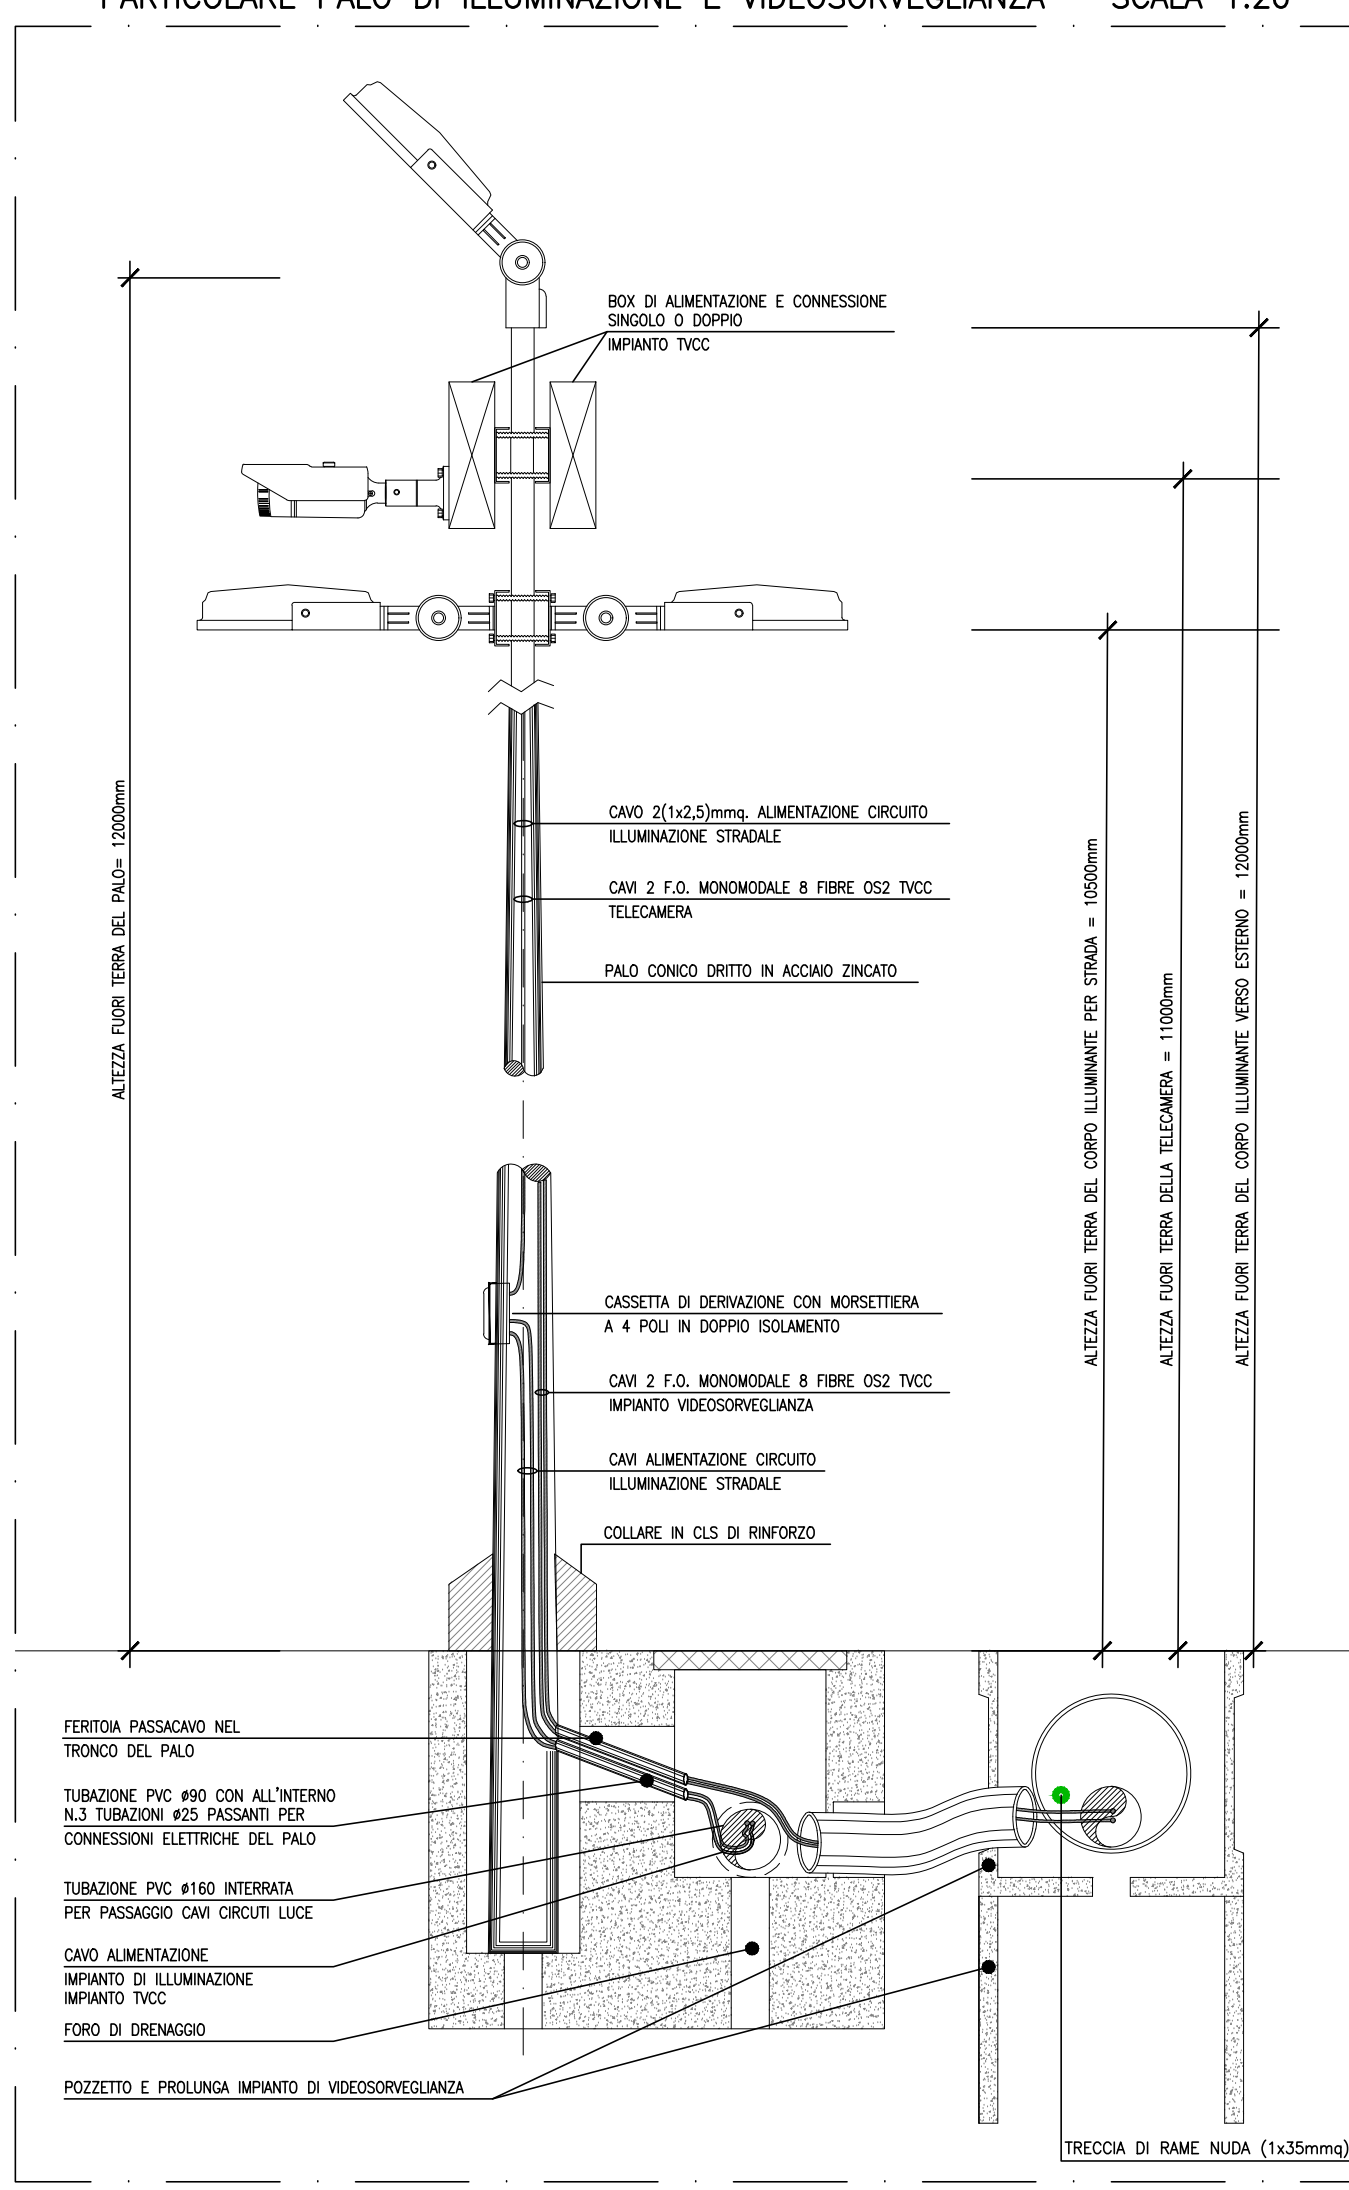 PARTICOLARE PALO DI ILLUMINAZIONE E VIDEOSORVEGLIANZA - SCALA 1:20
BOX DI ALIMENTAZIONE E CONNESSIONE
SINGOLO O DOPPIO
IMPIANTO TVCC
ALTEZZA FUORI TERRA DEL PALO= 12000mm
CAVO 2(1x2,5)mmq. ALIMENTAZIONE CIRCUITO
ILLUMINAZIONE STRADALE
CAVI 2 F.O. MONOMODALE 8 FIBRE OS2 TVCC
TELECAMERA
PALO CONICO DRITTO IN ACCIAIO ZINCATO
ALTEZZA FUORI TERRA DEL CORPO ILLUMINANTE PER STRADA = 10500mm
ALTEZZA FUORI TERRA DELLA TELECAMERA = 11000mm
ALTEZZA FUORI TERRA DEL CORPO ILLUMINANTE VERSO ESTERNO = 12000mm
CASSETTA DI DERIVAZIONE CON MORSETTIERA
A 4 POLI IN DOPPIO ISOLAMENTO
CAVI 2 F.O. MONOMODALE 8 FIBRE OS2 TVCC
IMPIANTO VIDEOSORVEGLIANZA
CAVI ALIMENTAZIONE CIRCUITO
ILLUMINAZIONE STRADALE
COLLARE IN CLS DI RINFORZO
FERITOIA PASSACAVO NEL
TRONCO DEL PALO
TUBAZIONE PVC ø90 CON ALL'INTERNO
N.3 TUBAZIONI ø25 PASSANTI PER
CONNESSIONI ELETTRICHE DEL PALO
TUBAZIONE PVC ø160 INTERRATA
PER PASSAGGIO CAVI CIRCUTI LUCE
CAVO ALIMENTAZIONE
IMPIANTO DI ILLUMINAZIONE
IMPIANTO TVCC
FORO DI DRENAGGIO
POZZETTO E PROLUNGA IMPIANTO DI VIDEOSORVEGLIANZA
TRECCIA DI RAME NUDA (1x35mmq)